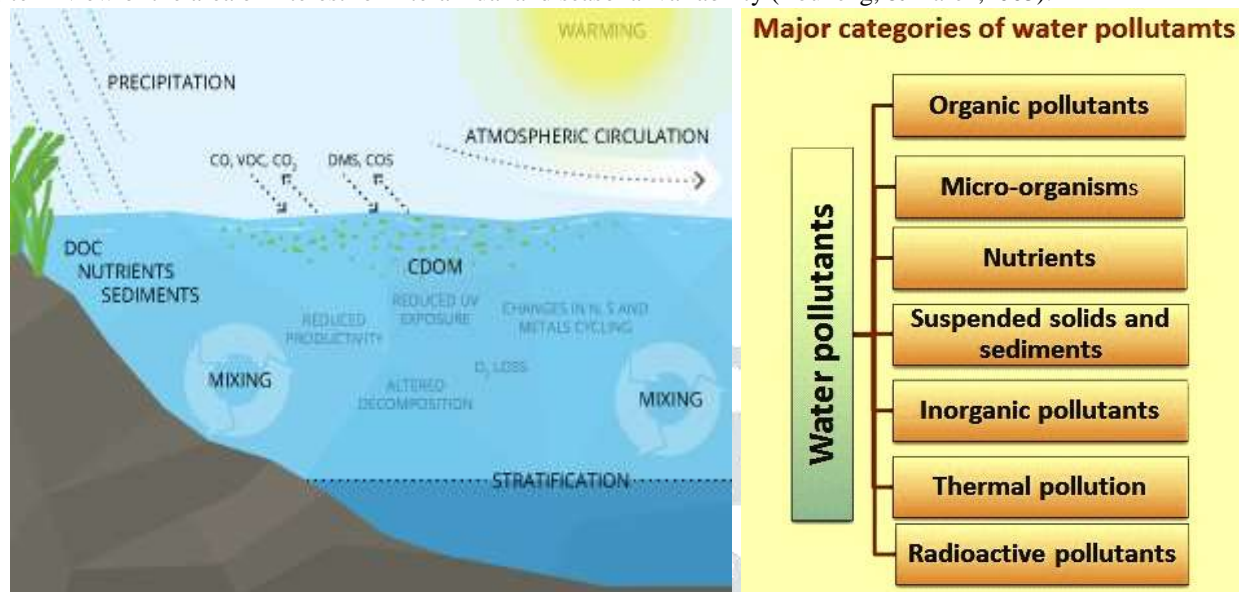 WARMING
PRECIPITATION
ATMOSPHERIC CIRCULATION
CO, VOC, CO₂
DMS, COS
DOC
NUTRIENTS
SEDIMENTS
CDOM
REDUCED UV
EXPOSURE
CHANGES IN N, S AND
METALS CYCLING
REDUCED
PRODUCTIVITY
O₂ LOSS
ALTERED
DECOMPOSITION
MIXING
MIXING
STRATIFICATION
Major categories of water pollutamts
Water pollutants
Organic pollutants
Micro-organisms
Nutrients
Suspended solids and
sediments
Inorganic pollutants
Thermal pollution
Radioactive pollutants